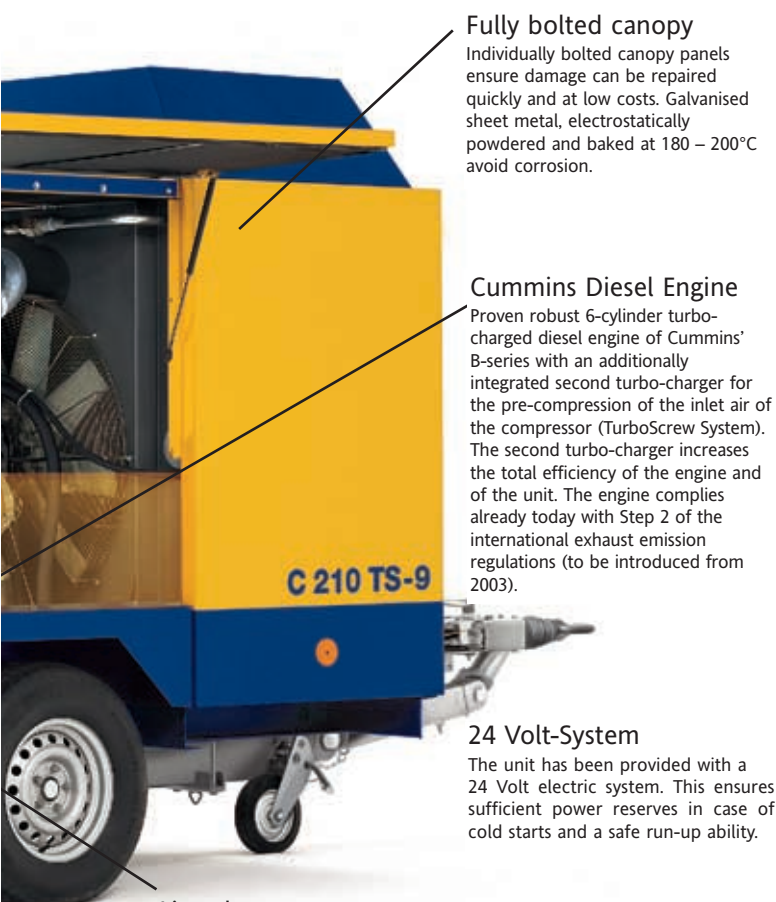 Fully bolted canopy
Individually bolted canopy panels
ensure damage can be repaired
quickly and at low costs. Galvanised
sheet metal, electrostatically
powdered and baked at 180 – 200°C
avoid corrosion.
Cummins Diesel Engine
Proven robust 6-cylinder turbo-
charged diesel engine of Cummins’
B-series with an additionally
integrated second turbo-charger for
the pre-compression of the inlet air of
the compressor (TurboScrew System).
The second turbo-charger increases
the total efficiency of the engine and
of the unit. The engine complies
already today with Step 2 of the
international exhaust emission
regulations (to be introduced from
2003).
C 210 TS-9
24 Volt-System
The unit has been provided with a
24 Volt electric system. This ensures
sufficient power reserves in case of
cold starts and a safe run-up ability.